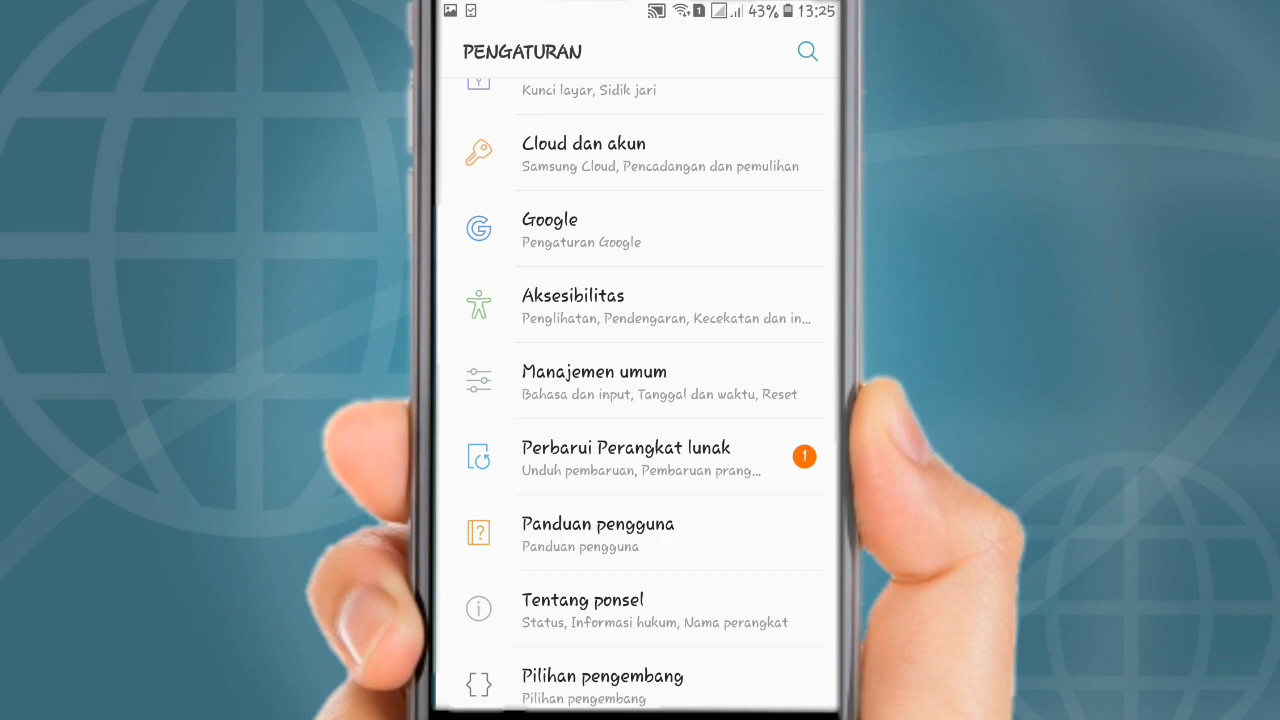 1 43% 13:25
PENGATURAN
Kunci layar, Sidik jari
Cloud dan akun
Samsung Cloud, Pencadangan dan pemulihan
Google
Pengaturan Google
Aksesibilitas
Penglihatan, Pendengaran, Kecekatan dan in...
Manajemen umum
Bahasa dan input, Tanggal dan waktu, Reset
Perbarui Perangkat lunak
1
Unduh pembaruan, Pembaruan prang...
Panduan pengguna
Panduan pengguna
Tentang ponsel
Status, Informasi hukum, Nama perangkat
Pilihan pengembang
Pilihan pengembang